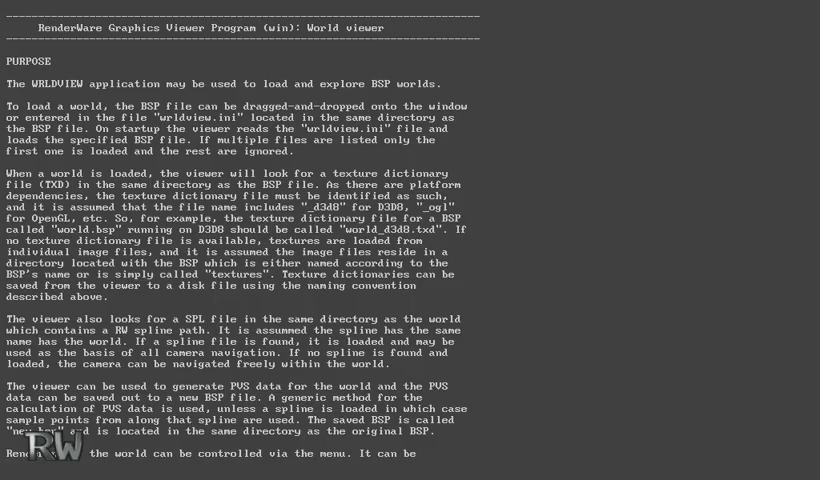 ----------------------------------------------------------------
RenderWare Graphics Viewer Program (win): World viewer
----------------------------------------------------------------
PURPOSE
The WRLDVIEW application may be used to load and explore BSP worlds.
To load a world, the BSP file can be dragged-and-dropped onto the window
or entered in the file "wrldview.ini" located in the same directory as
the BSP file. On startup the viewer reads the "wrldview.ini" file and
loads the specified BSP file. If multiple files are listed only the
first one is loaded and the rest are ignored.
When a world is loaded, the viewer will look for a texture dictionary
file (TXD) in the same directory as the BSP file. As there are platform
dependencies, the texture dictionary file must be identified as such,
and it is assumed that the file name includes "_d3d8" for D3D8, "_ogl"
for OpenGL, etc. So, for example, the texture dictionary file for a BSP
called "world.bsp" running on D3D8 should be called "world_d3d8.txd". If
no texture dictionary file is available, textures are loaded from
individual image files, and it is assumed the image files reside in a
directory located with the BSP which is either named according to the
BSP's name or is simply called "textures". Texture dictionaries can be
saved from the viewer to a disk file using the naming convention
described above.
The viewer also looks for a SPL file in the same directory as the world
which contains a RW spline path. It is assummed the spline has the same
name has the world. If a spline file is found, it is loaded and may be
used as the basis of all camera navigation. If no spline is found and
loaded, the camera can be navigated freely within the world.
The viewer can be used to generate PVS data for the world and the PVS
data can be saved out to a new BSP file. A generic method for the
calculation of PVS data is used, unless a spline is loaded in which case
sample points from along that spline are used. The saved BSP is called
and is located in the same directory as the original BSP.
the world can be controlled via the menu. It can be
RW